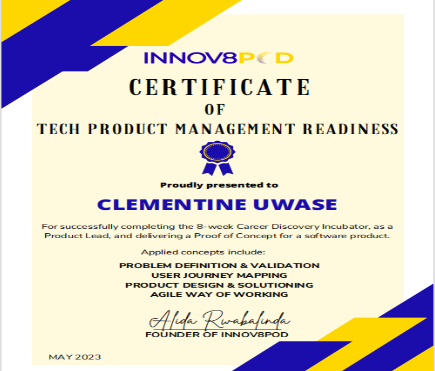 INNOV8POD
CERTIFICATE
OF
TECH PRODUCT MANAGEMENT READINESS
Proudly presented to
CLEMENTINE UWASE
For successfully completing the 8-week Career Discovery Incubator, as a
Product Lead, and delivering a Proof of Concept for a software product.
Applied concepts include:
PROBLEM DEFINITION & VALIDATION
USER JOURNEY MAPPING
PRODUCT DESIGN & SOLUTIONING
AGILE WAY OF WORKING
Alida Rwabalinda
FOUNDER OF INNOV8POD
MAY 2023